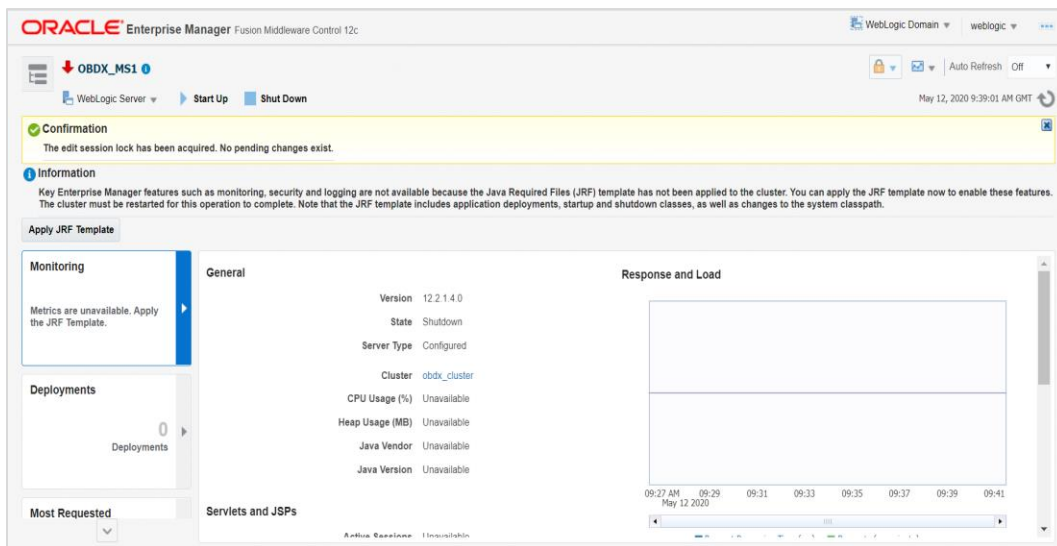 ORACLE Enterprise Manager Fusion Middleware Control 12c
WebLogic Domain weblogic
OBDX_MS1
Auto Refresh Off
WebLogic Server Start Up Shut Down
May 12, 2020 9:39:01 AM GMT
Confirmation
The edit session lock has been acquired. No pending changes exist.
Information
Key Enterprise Manager features such as monitoring, security and logging are not available because the Java Required Files (JRF) template has not been applied to the cluster. You can apply the JRF template now to enable these features.
The cluster must be restarted for this operation to complete. Note that the JRF template includes application deployments, startup and shutdown classes, as well as changes to the system classpath.
Apply JRF Template
Monitoring
Metrics are unavailable. Apply
the JRF Template.
Deployments
0
Deployments
Most Requested
General
Version 12.2.1.4.0
State Shutdown
Server Type Configured
Cluster obdx_cluster
CPU Usage (%) Unavailable
Heap Usage (MB) Unavailable
Java Vendor Unavailable
Java Version Unavailable
Servlets and JSPs
Active Sessions Unavailable
Response and Load
09:27 AM 09:29 09:31 09:33 09:35 09:37 09:39 09:41
May 12 2020